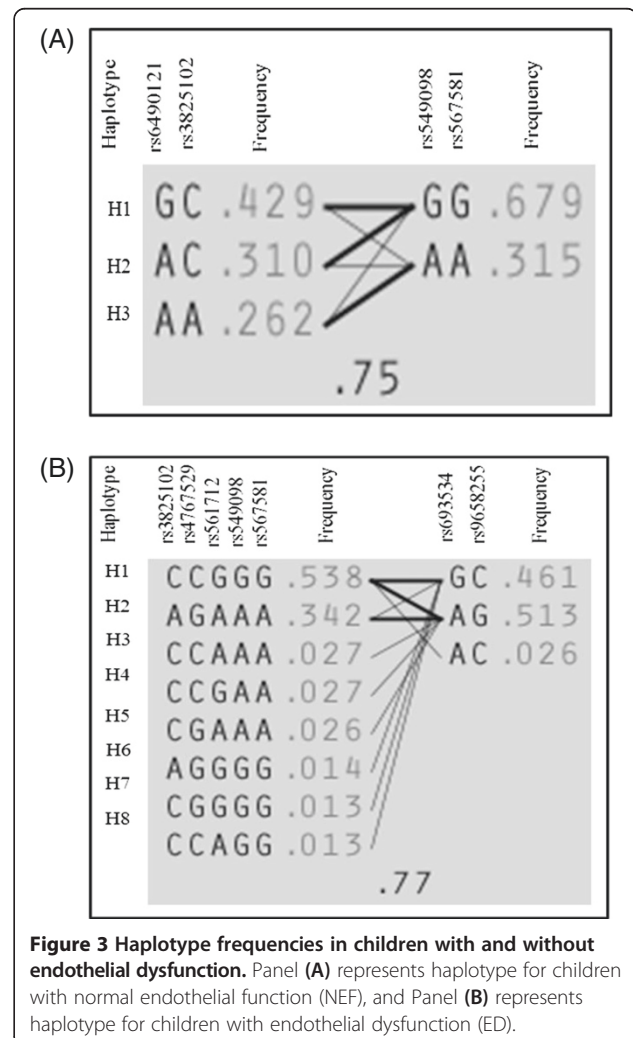 (A)
Haplotype rs6490121 rs3825102 Frequency rs549098 rs567581 Frequency
H1 GC .429 GG .679
H2 AC .310 AA .315
H3 AA .262
.75
(B)
Haplotype rs3825102 rs4767529 rs561712 rs549098 rs567581 Frequency rs693534 rs9658255 Frequency
H1 CCGGG .538 GC .461
H2 AGAAA .342 AG .513
H3 CCAAA .027 AC .026
H4 CCGAA .027
H5 CGAAA .026
H6 AGGGG .014
H7 CGGGG .013
H8 CCAGG .013
.77
Figure 3 Haplotype frequencies in children with and without
endothelial dysfunction. Panel (A) represents haplotype for children
with normal endothelial function (NEF), and Panel (B) represents
haplotype for children with endothelial dysfunction (ED).